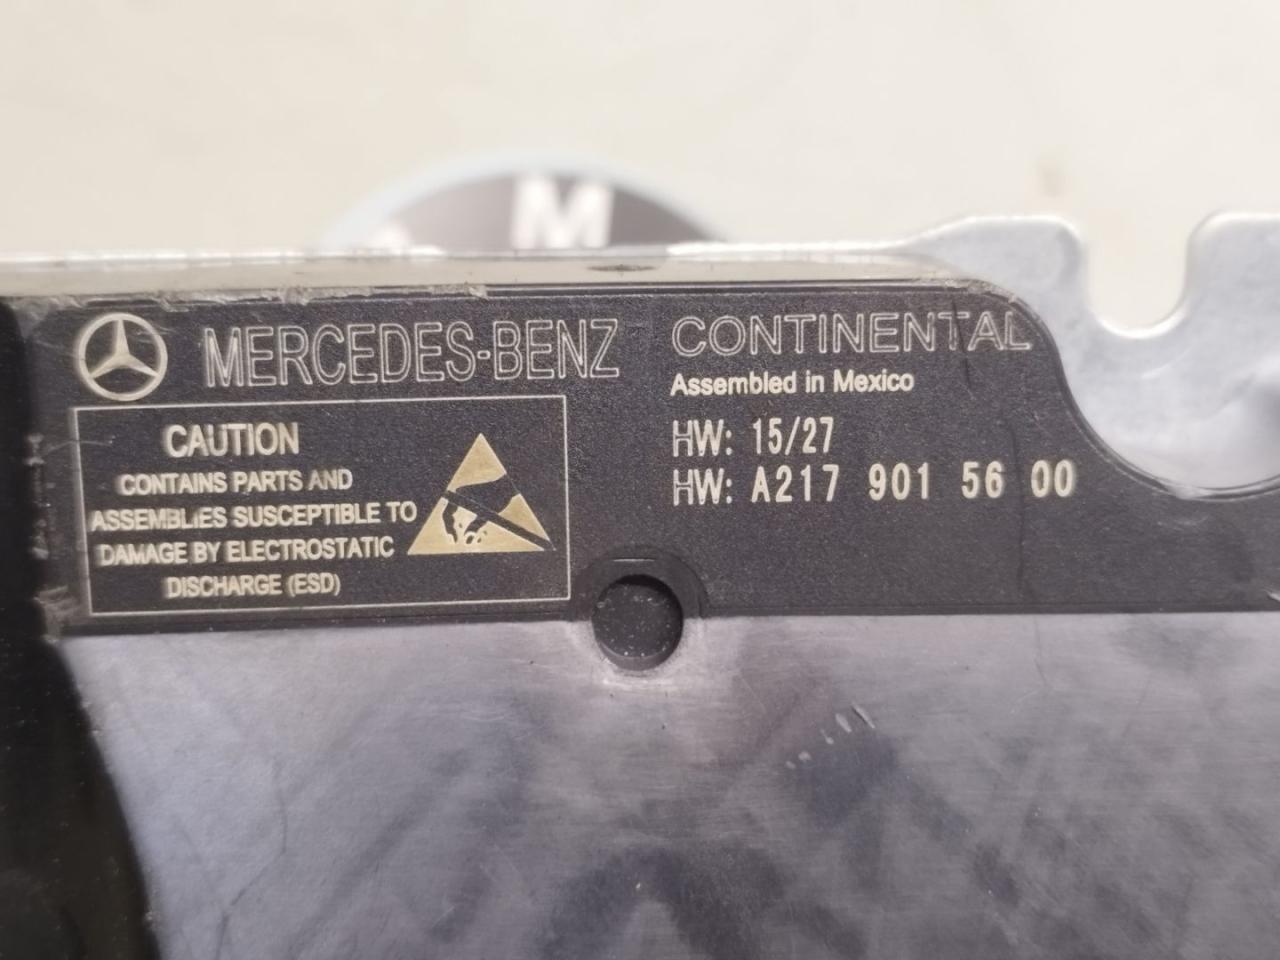 M
MERCEDES-BENZ
CAUTION
CONTAINS PARTS AND
ASSEMBLIES SUSCEPTIBLE TO
DAMAGE BY ELECTROSTATIC
DISCHARGE (ESD)
CONTINENTAL
Assembled in Mexico
HW: 15/27
HW: A217 901 56 00